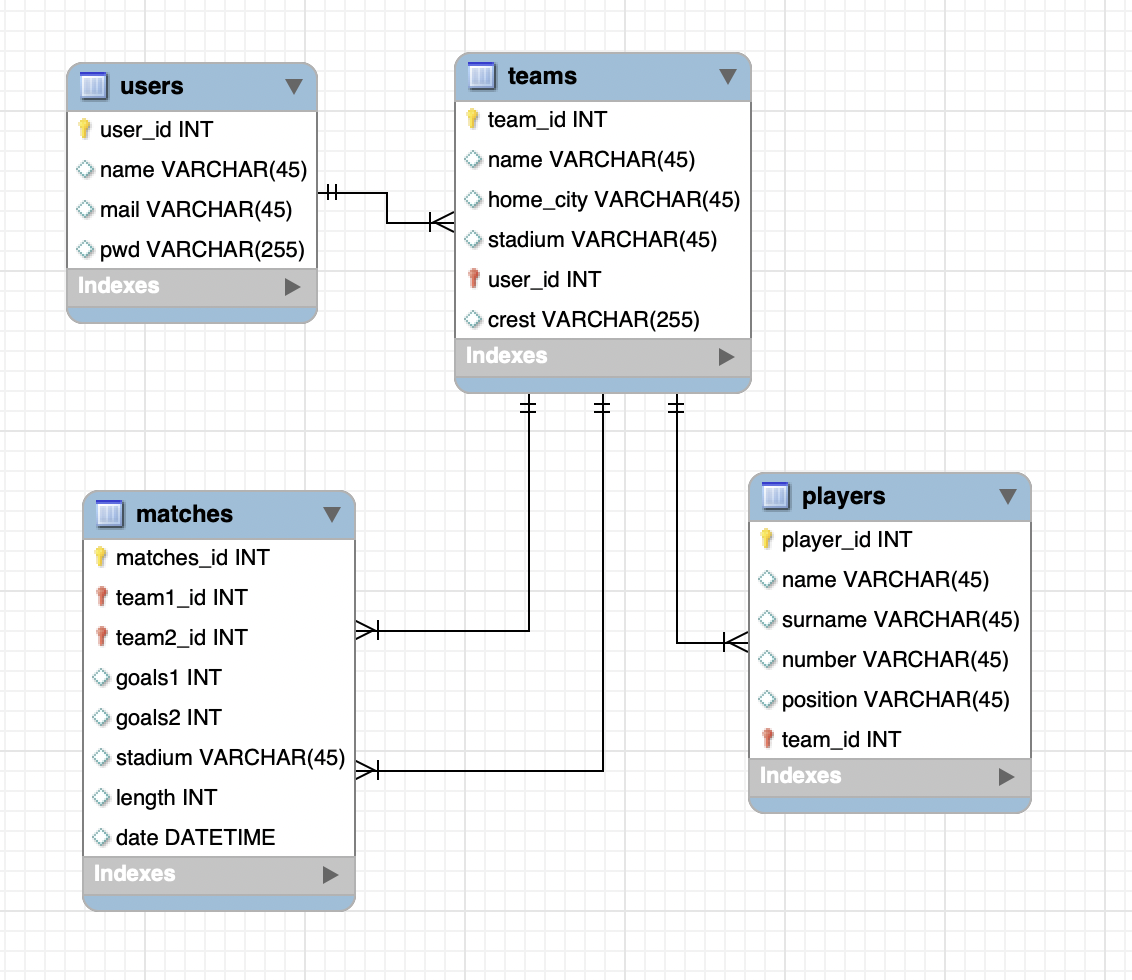 users
user_id INT
name VARCHAR(45)
mail VARCHAR(45)
pwd VARCHAR(255)
Indexes
teams
team_id INT
name VARCHAR(45)
home_city VARCHAR(45)
stadium VARCHAR(45)
user_id INT
crest VARCHAR(255)
Indexes
matches
matches_id INT
team1_id INT
team2_id INT
goals1 INT
goals2 INT
stadium VARCHAR(45)
length INT
date DATETIME
Indexes
players
player_id INT
name VARCHAR(45)
surname VARCHAR(45)
number VARCHAR(45)
position VARCHAR(45)
team_id INT
Indexes